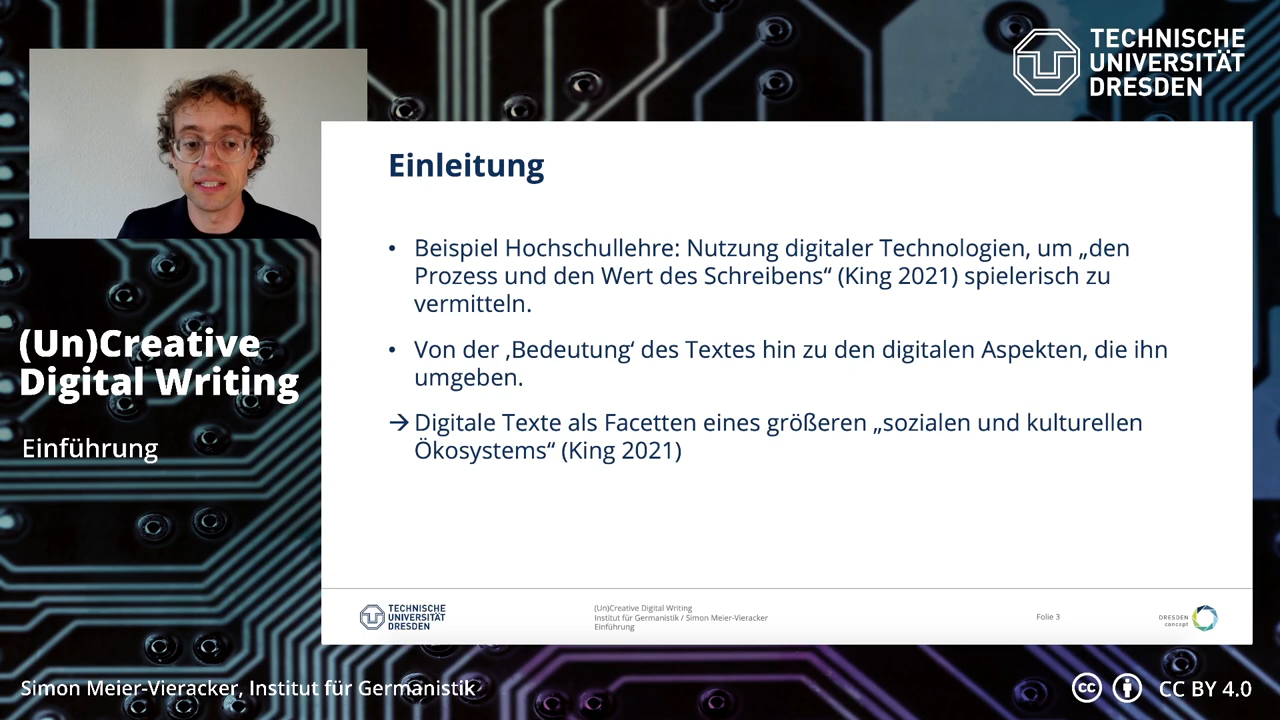 TECHNISCHE
UNIVERSITÄT
DRESDEN
Einleitung
• Beispiel Hochschullehre: Nutzung digitaler Technologien, um „den
Prozess und den Wert des Schreibens“ (King 2021) spielerisch zu
vermitteln.
• Von der ‚Bedeutung‘ des Textes hin zu den digitalen Aspekten, die ihn
umgeben.
→ Digitale Texte als Facetten eines größeren „sozialen und kulturellen
Ökosystems“ (King 2021)
(Un)Creative
Digital Writing
Einführung
TECHNISCHE
UNIVERSITÄT
DRESDEN
(Un)Creative Digital Writing
Institut für Germanistik / Simon Meier-Vieracker
Einführung
Folie 3
DRESDEN
concept
Simon Meier-Vieracker, Institut für Germanistik
cc CC BY 4.0